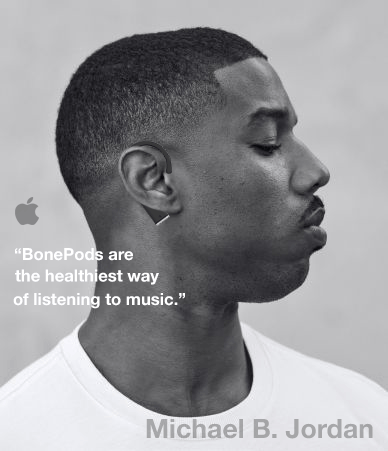 “BonePods are
the healthiest way
of listening to music.”
Michael B. Jordan